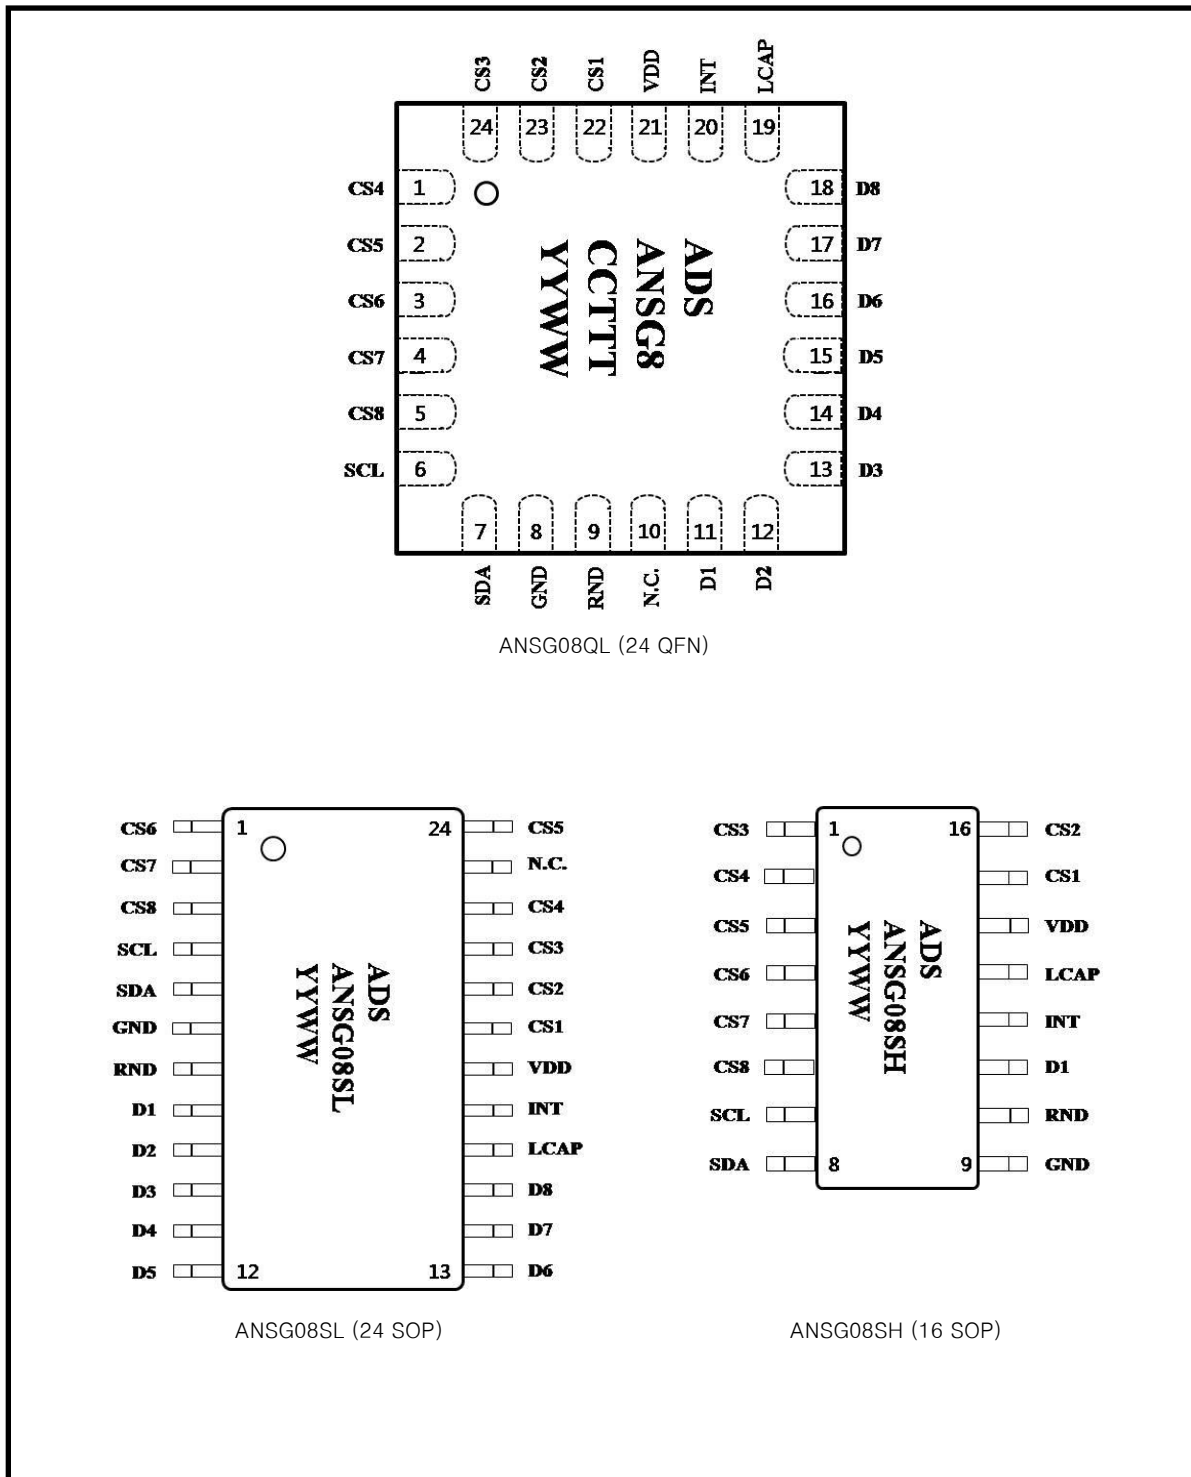 CS3 CS2 CS1 VDD INT LCAP
24 23 22 21 20 19
CS4 1 18 D8
CS5 2 17 D7
CS6 3 16 D6
CS7 4 15 D5
CS8 5 14 D4
SCL 6 13 D3
ADS
ANSG8
CCTTT
YYWW
7 8 9 10 11 12
SDA GND RND N.C. D1 D2
ANSG08QL (24 QFN)
CS6 1 24 CS5
CS7 N.C.
CS8 CS4
SCL CS3
SDA CS2
GND CS1
RND VDD
D1 INT
D2 LCAP
D3 D8
D4 D7
D5 12 13 D6
ADS
ANSG08SL
YYWW
ANSG08SL (24 SOP)
CS3 1 16 CS2
CS4 CS1
CS5 VDD
CS6 LCAP
CS7 INT
CS8 D1
SCL RND
SDA 8 9 GND
ADS
ANSG08SH
YYWW
ANSG08SH (16 SOP)